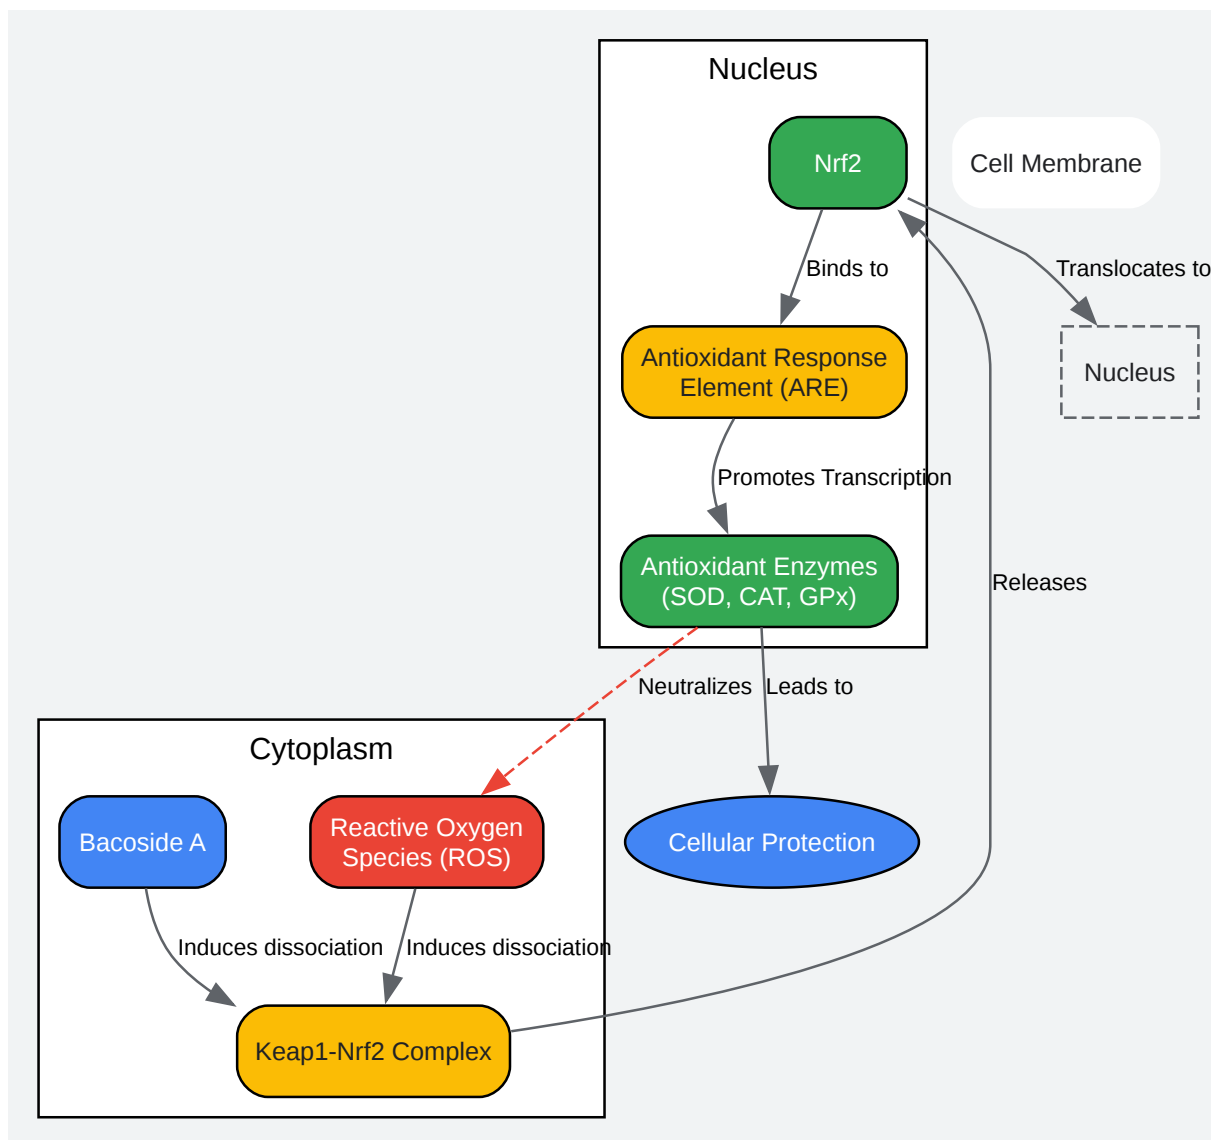 Nucleus
Nrf2
Cell Membrane
Binds to
Translocates to
Antioxidant Response
Element (ARE)
Nucleus
Promotes Transcription
Antioxidant Enzymes
(SOD, CAT, GPx)
Releases
Neutralizes
Leads to
Cytoplasm
Bacoside A
Reactive Oxygen
Species (ROS)
Cellular Protection
Induces dissociation
Induces dissociation
Keap1-Nrf2 Complex